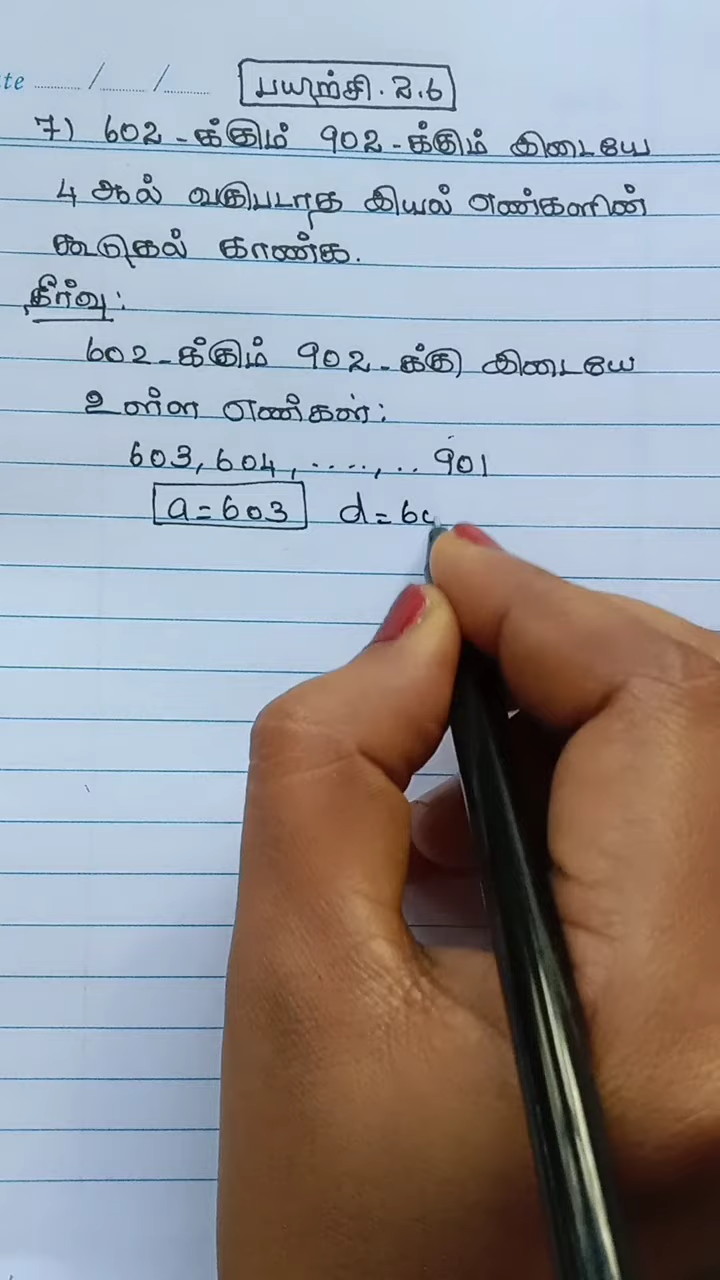 te ....... / ....... / .......
பயிற்சி. 2.6
7) 602-க்கும் 902-க்கும் இடையே
4 ஆல் வகுபடாத இயல் எண்களின்
கூடுதல் காண்க.
தீர்வு:
602-க்கும் 902-க்கு இடையே
உள்ள எண்கள்:
603, 604, ....,.. 901
a=603 d=60